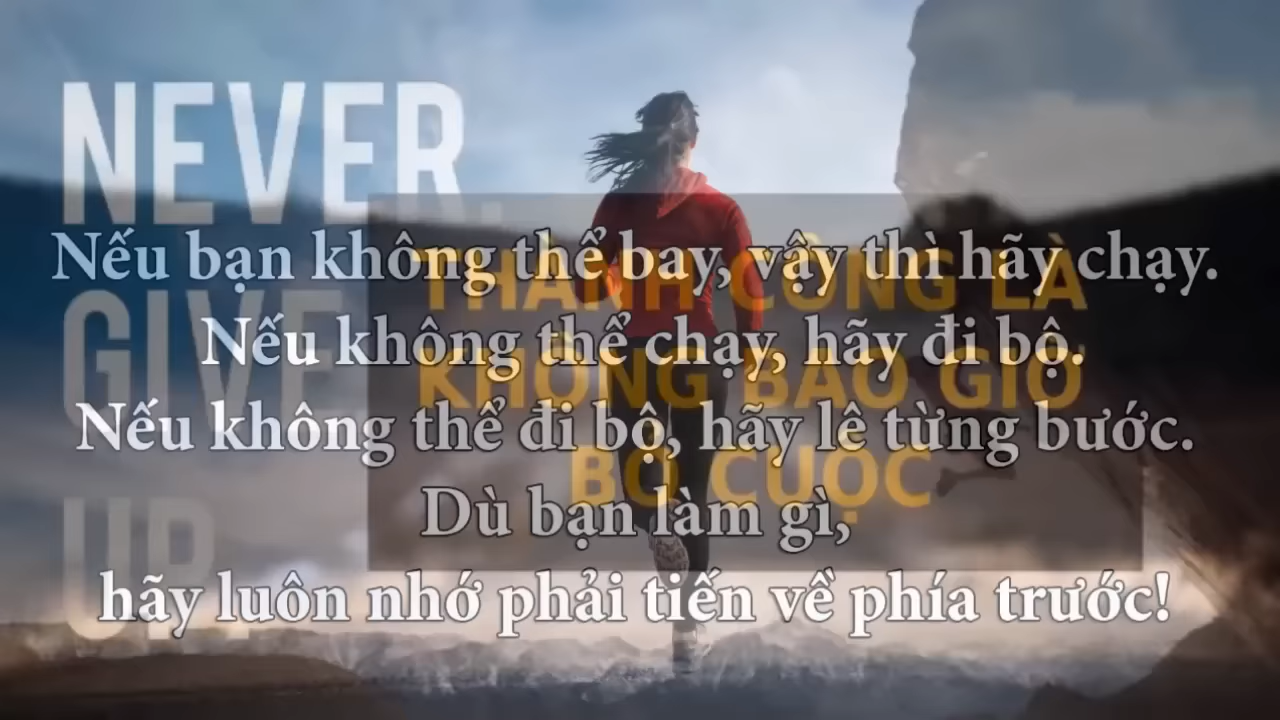 NEVER.
GIVE
UP.
Nếu bạn không thể bay, vậy thì hãy chạy.
Nếu không thể chạy, hãy đi bộ.
Nếu không thể đi bộ, hãy lê từng bước.
Dù bạn làm gì,
hãy luôn nhớ phải tiến về phía trước!
THÀNH CÔNG LÀ
KHÔNG BAO GIỜ
BỎ CUỘC